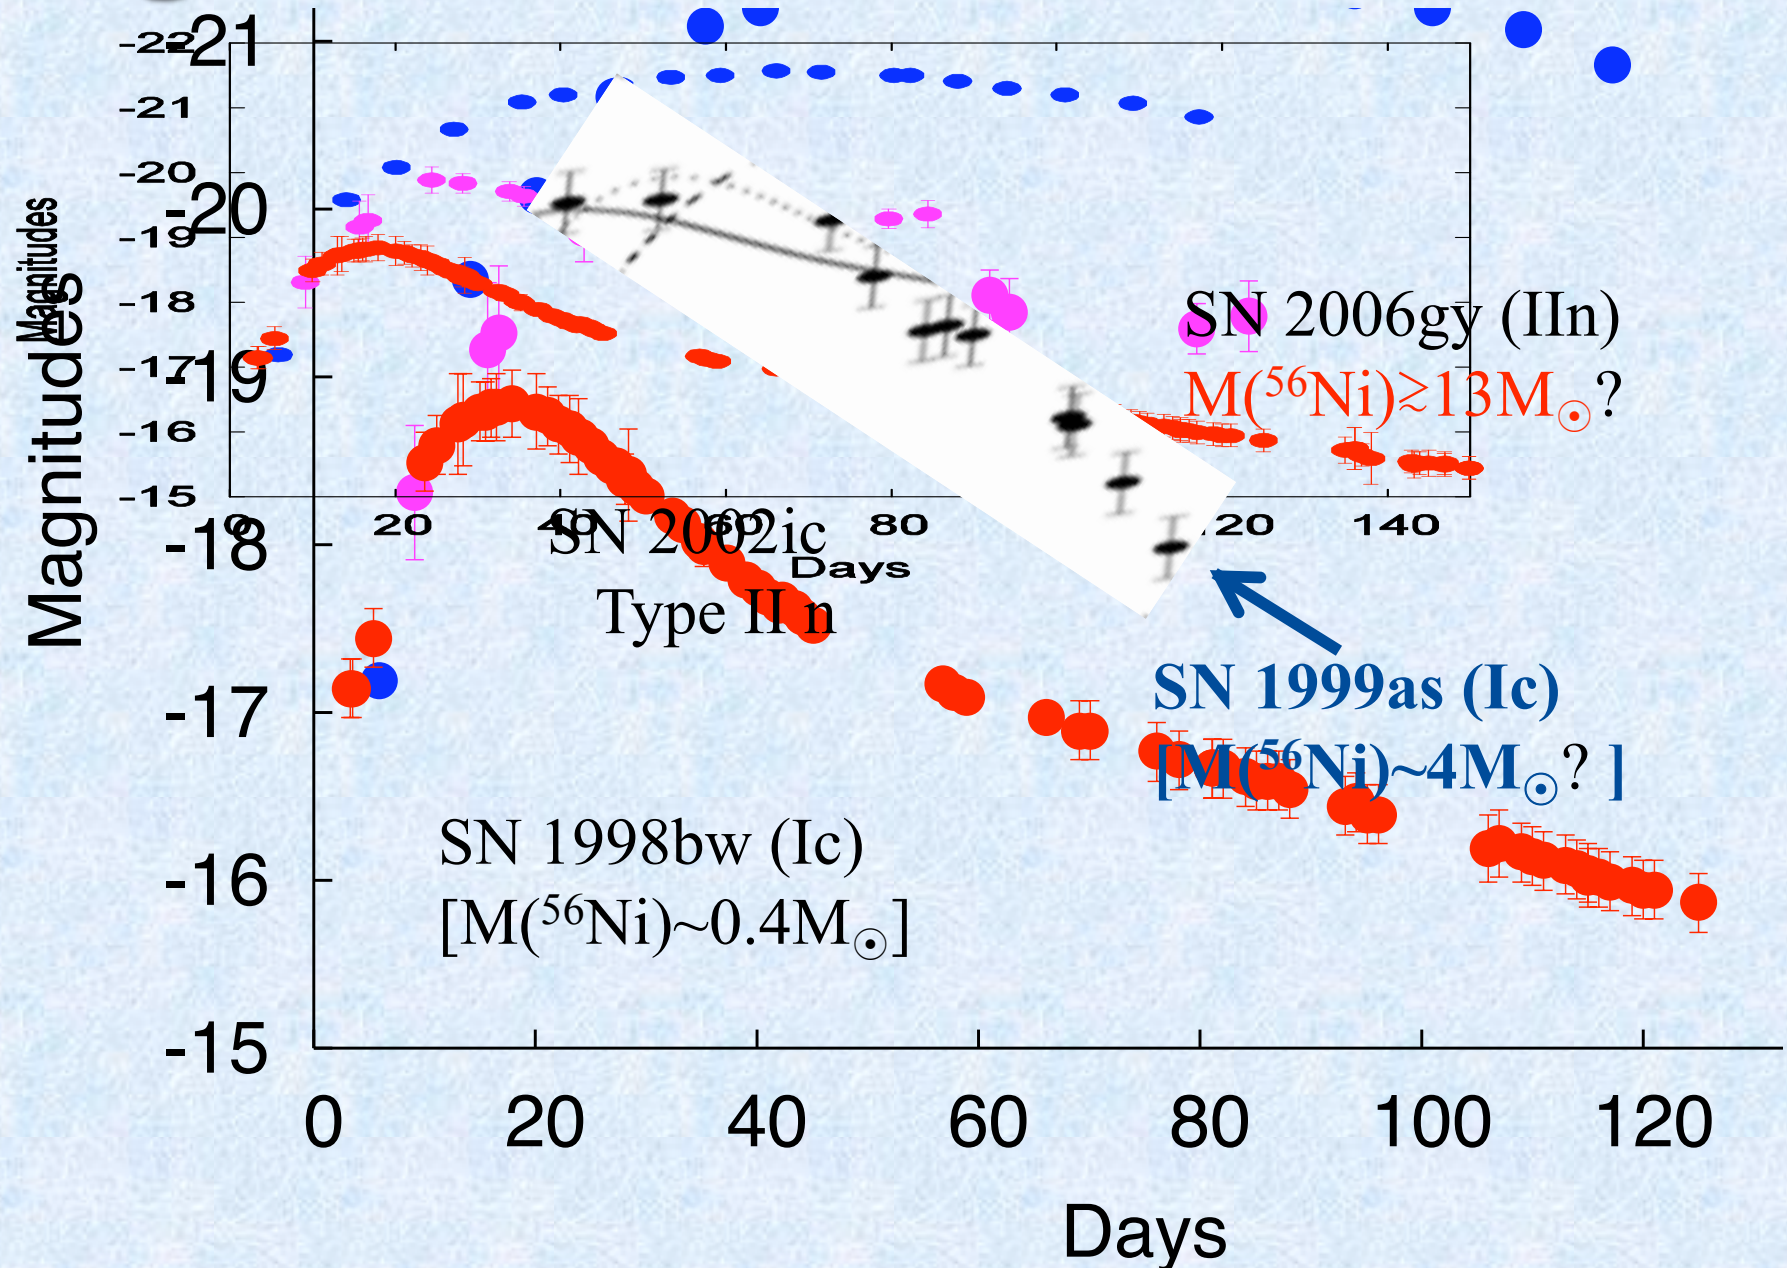 -22
-21
-21
-20
-20
-19
-18
-17
-19
-16
-15
-18
-17
-16
-15
Magnitudes
Magnitudes
0 20 40 60 80 120 140
Days
SN 2006gy (IIn)
M(⁵⁶Ni)≳13M☉?
SN 2002ic
Type II n
SN 1999as (Ic)
[M(⁵⁶Ni)~4M☉? ]
SN 1998bw (Ic)
[M(⁵⁶Ni)~0.4M☉]
0 20 40 60 80 100 120
Days